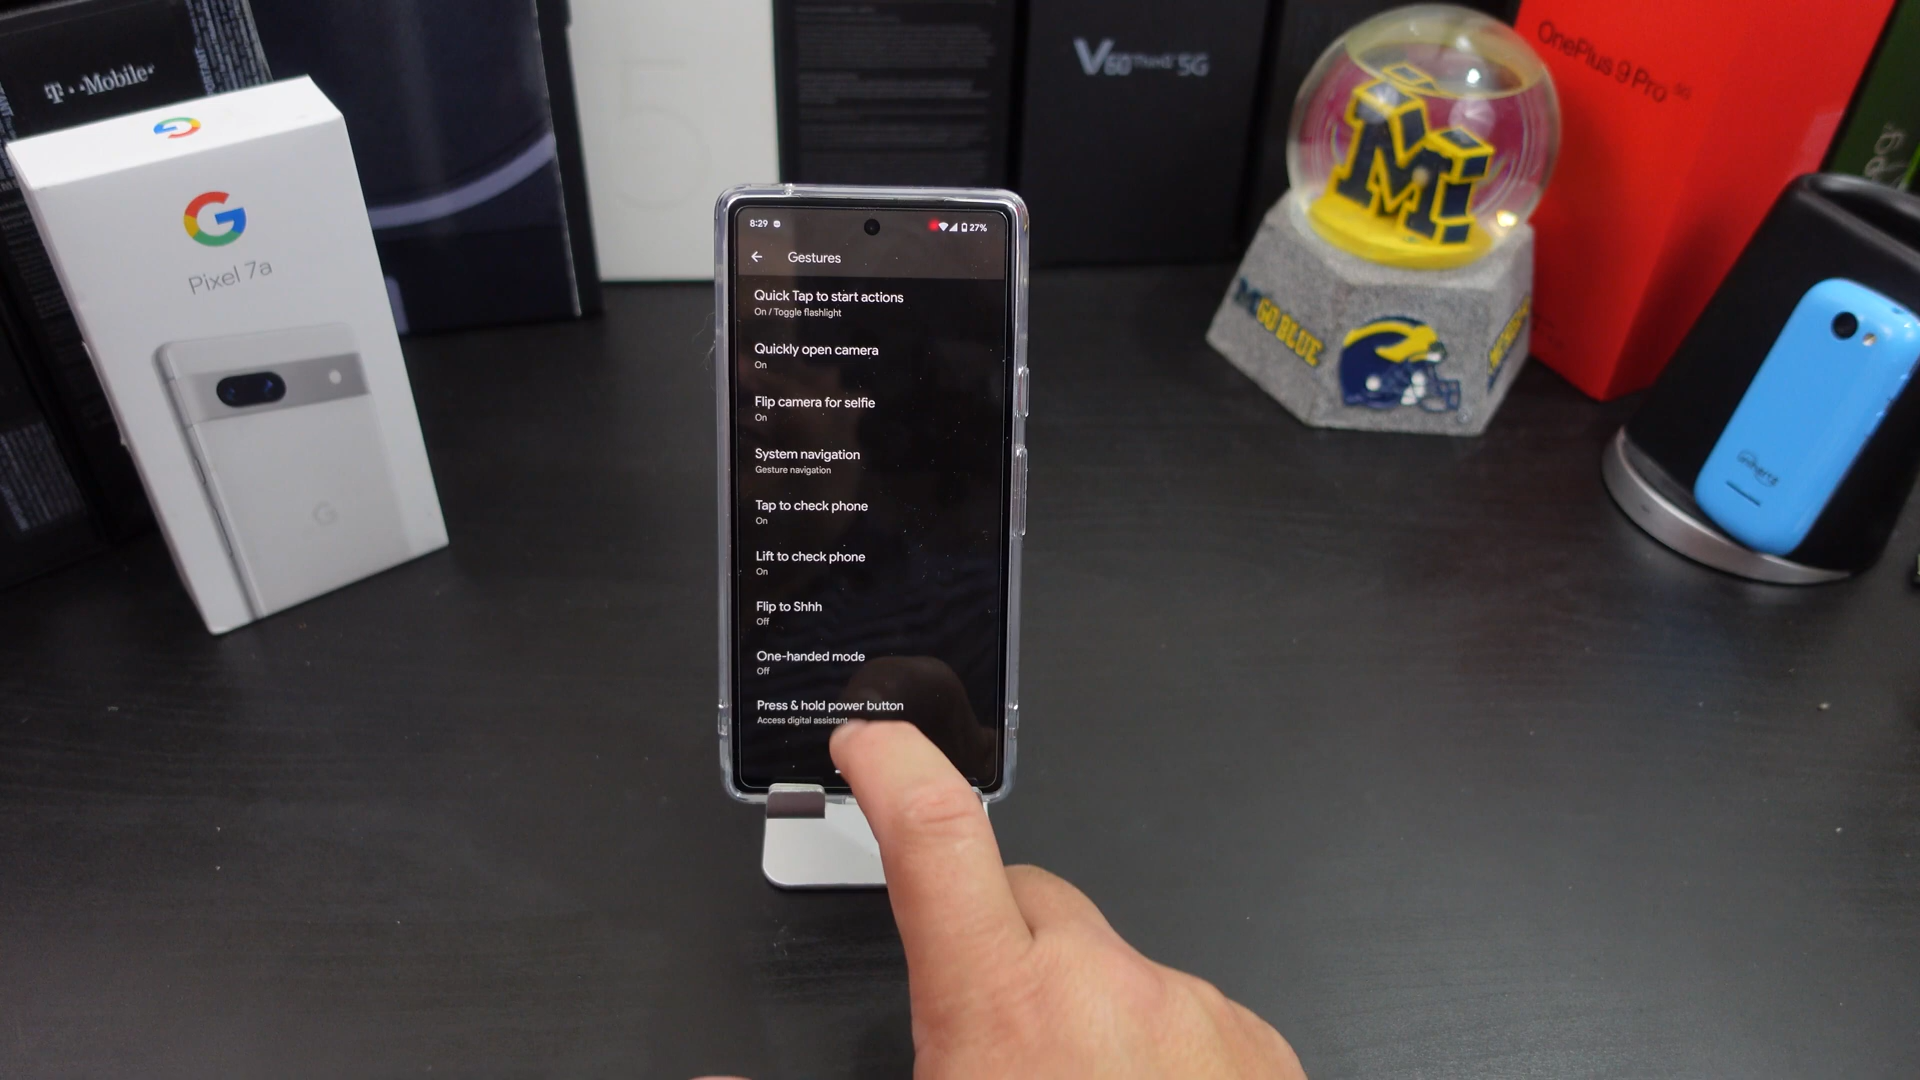 T··Mobile
G
Pixel 7a
V60 ThinQ 5G
OnePlus 9 Pro 5G
GO BLUE
Unihertz
5
8:29
27%
Gestures
Quick Tap to start actions
On / Toggle flashlight
Quickly open camera
On
Flip camera for selfie
On
System navigation
Gesture navigation
Tap to check phone
On
Lift to check phone
On
Flip to Shhh
Off
One-handed mode
Off
Press & hold power button
Access digital assistant